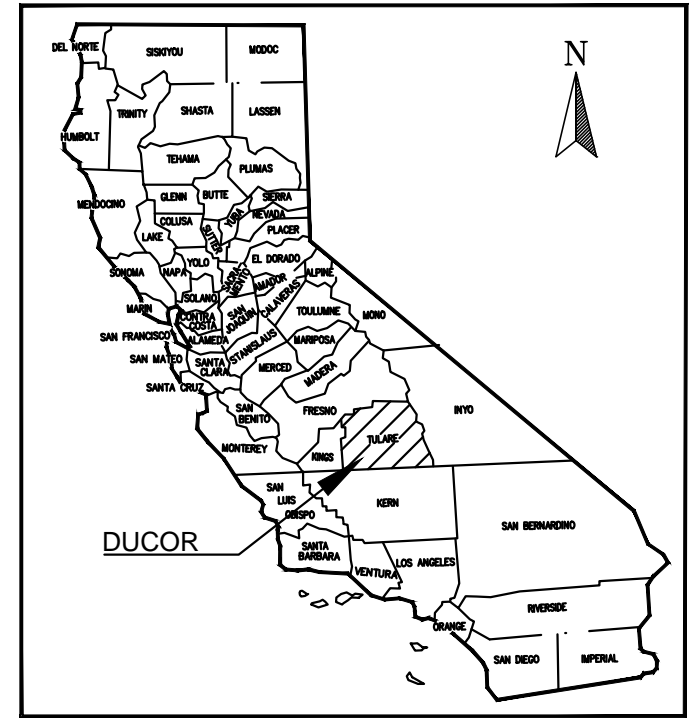 DEL NORTE
SISKIYOU
MODOC
N
TRINITY
SHASTA
LASSEN
HUMBOLT
TEHAMA
PLUMAS
MENDOCINO
GLENN
BUTTE
SIERRA
YUBA
NEVADA
COLUSA
SUTTER
PLACER
LAKE
YOLO
EL DORADO
SONOMA
NAPA
SACRA
MENTO
AMADOR
ALPINE
SOLANO
CALAVERAS
MARIN
CONTRA
COSTA
SAN
JOAQUIN
TOULUMNE
MONO
SAN FRANCISCO
ALAMEDA
STANISLAUS
MARIPOSA
SAN MATEO
SANTA
CLARA
MERCED
MADERA
SANTA CRUZ
SAN
BENITO
FRESNO
INYO
TULARE
MONTEREY
KINGS
SAN
LUIS
OBISPO
KERN
SAN BERNARDINO
DUCOR
SANTA
BARBARA
VENTURA
LOS ANGELES
RIVERSIDE
ORANGE
SAN DIEGO
IMPERIAL